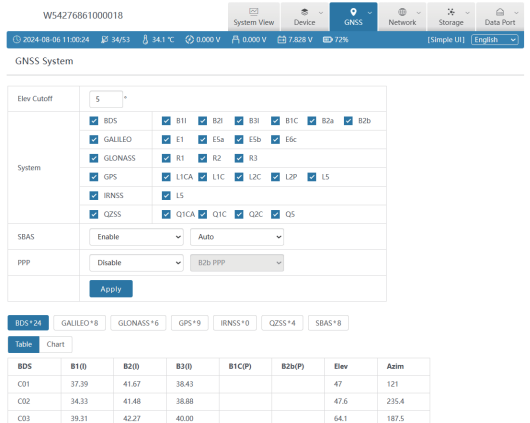 W54276861000018
System View
Device
GNSS
Network
Storage
Data Port
2024-08-06 11:00:24 34/53 34.1 ℃ 0.000 V 0.000 V 7.828 V 72% [Simple UI] English
GNSS System
Elev Cutoff 5 °
System
BDS B1I B2I B3I B1C B2a B2b
GALILEO E1 E5a E5b E6c
GLONASS R1 R2 R3
GPS L1CA L1C L2C L2P L5
IRNSS L5
QZSS Q1CA Q1C Q2C Q5
SBAS Enable Auto
PPP Disable B2b PPP
Apply
BDS*24 GALILEO*8 GLONASS*6 GPS*9 IRNSS*0 QZSS*4 SBAS*8
Table Chart
BDS B1(I) B2(I) B3(I) B1C(P) B2b(P) Elev Azim
C01 37.39 41.67 38.43 47 121
C02 34.33 41.48 38.88 47.6 235.4
C03 39.31 42.27 40.00 64.1 187.5